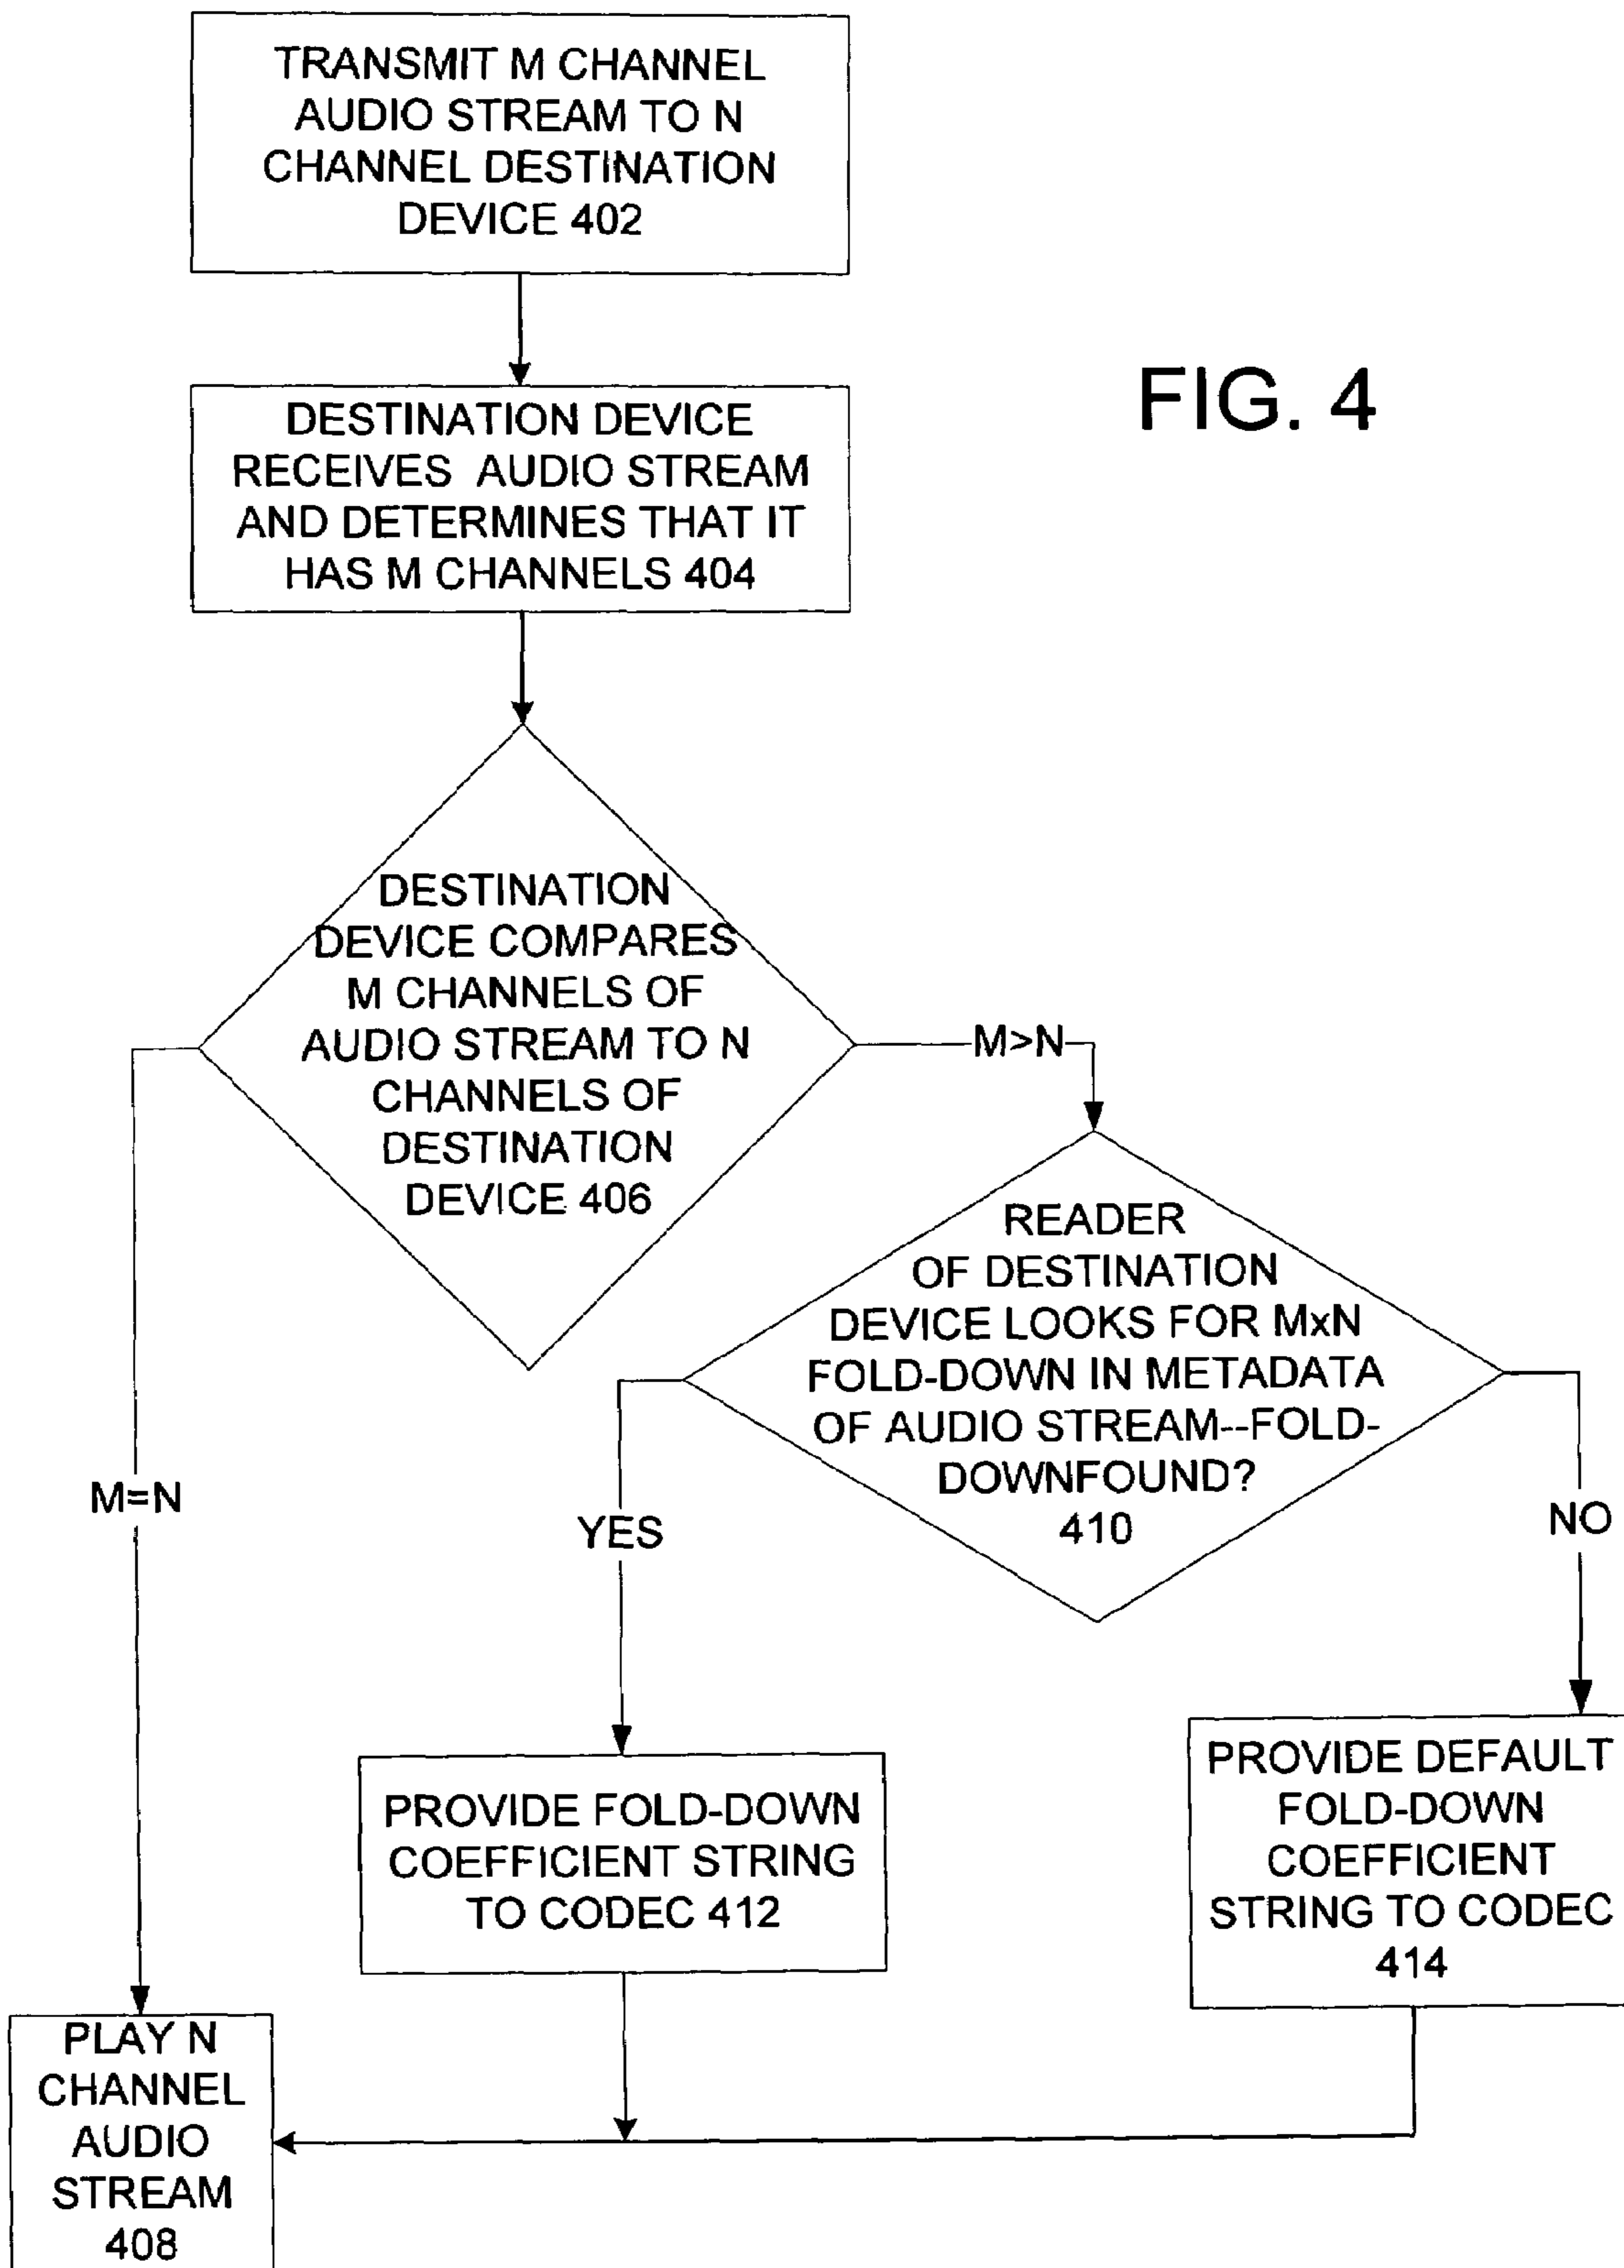 TRANSMIT M CHANNEL
AUDIO STREAM TO N
CHANNEL DESTINATION
DEVICE 402
FIG. 4
DESTINATION DEVICE
RECEIVES AUDIO STREAM
AND DETERMINES THAT IT
HAS M CHANNELS 404
DESTINATION
DEVICE COMPARES
M CHANNELS OF
AUDIO STREAM TO N
CHANNELS OF
DESTINATION
DEVICE 406
M>N
M=N
READER
OF DESTINATION
DEVICE LOOKS FOR MxN
FOLD-DOWN IN METADATA
OF AUDIO STREAM--FOLD-
DOWNFOUND?
410
YES
NO
PROVIDE FOLD-DOWN
COEFFICIENT STRING
TO CODEC 412
PROVIDE DEFAULT
FOLD-DOWN
COEFFICIENT
STRING TO CODEC
414
PLAY N
CHANNEL
AUDIO
STREAM
408